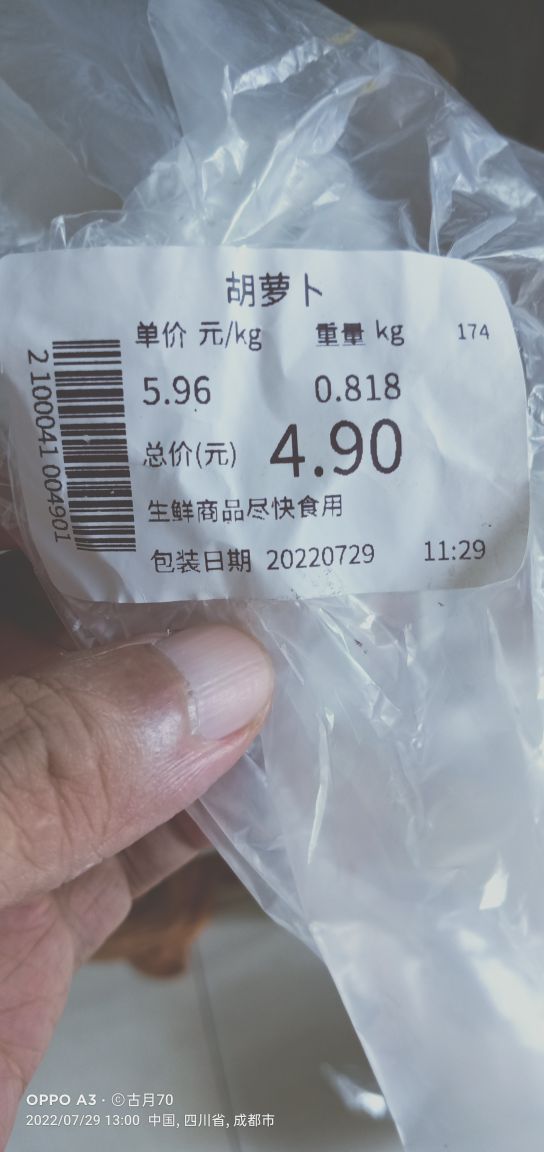 胡萝卜
单价 元/kg 重量 kg 174
5.96 0.818
总价(元) 4.90
生鲜商品尽快食用
包装日期 20220729 11:29
2 100041 004901
OPPO A3 · ⓒ古月70
2022/07/29 13:00 中国, 四川省, 成都市